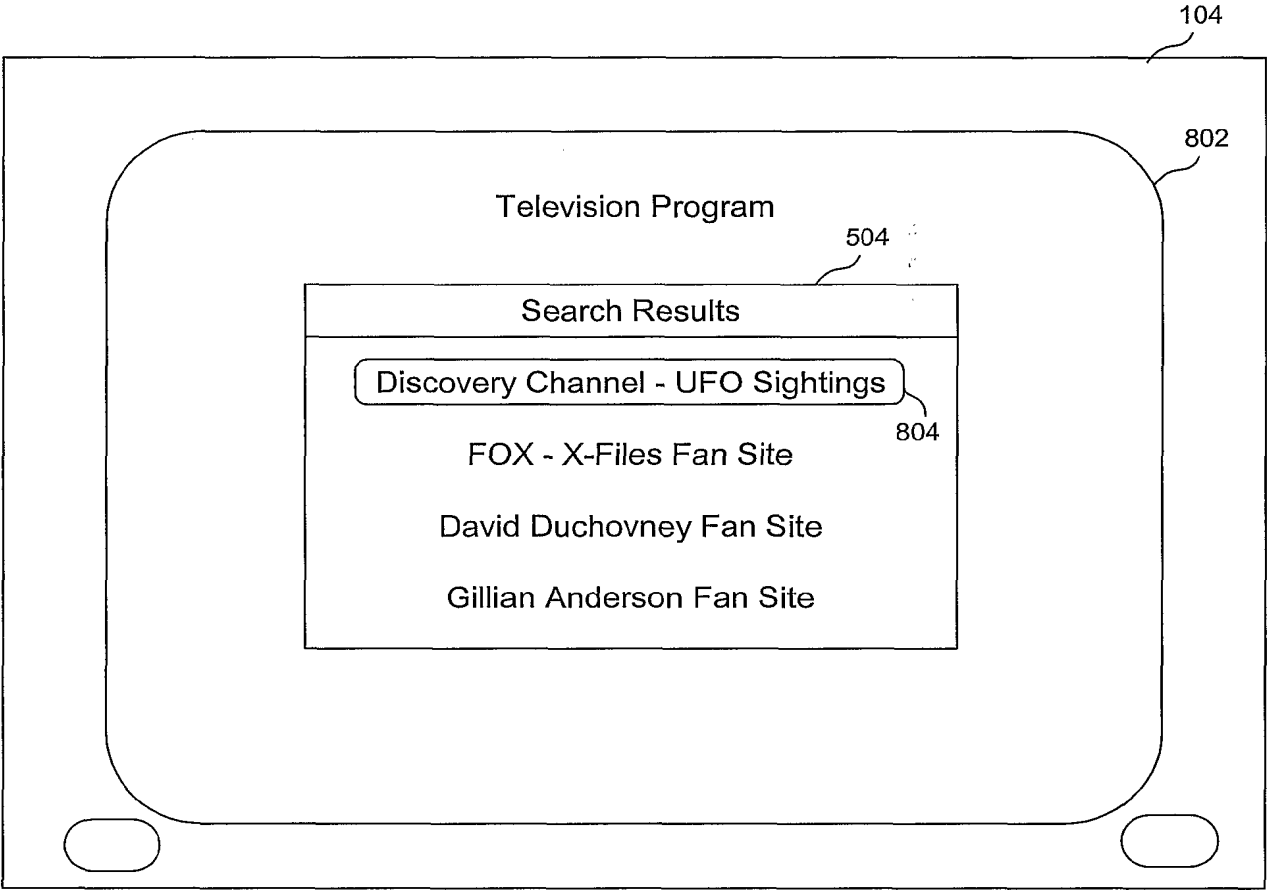 104
802
Television Program
504
Search Results
Discovery Channel - UFO Sightings
804
FOX - X-Files Fan Site
David Duchovney Fan Site
Gillian Anderson Fan Site